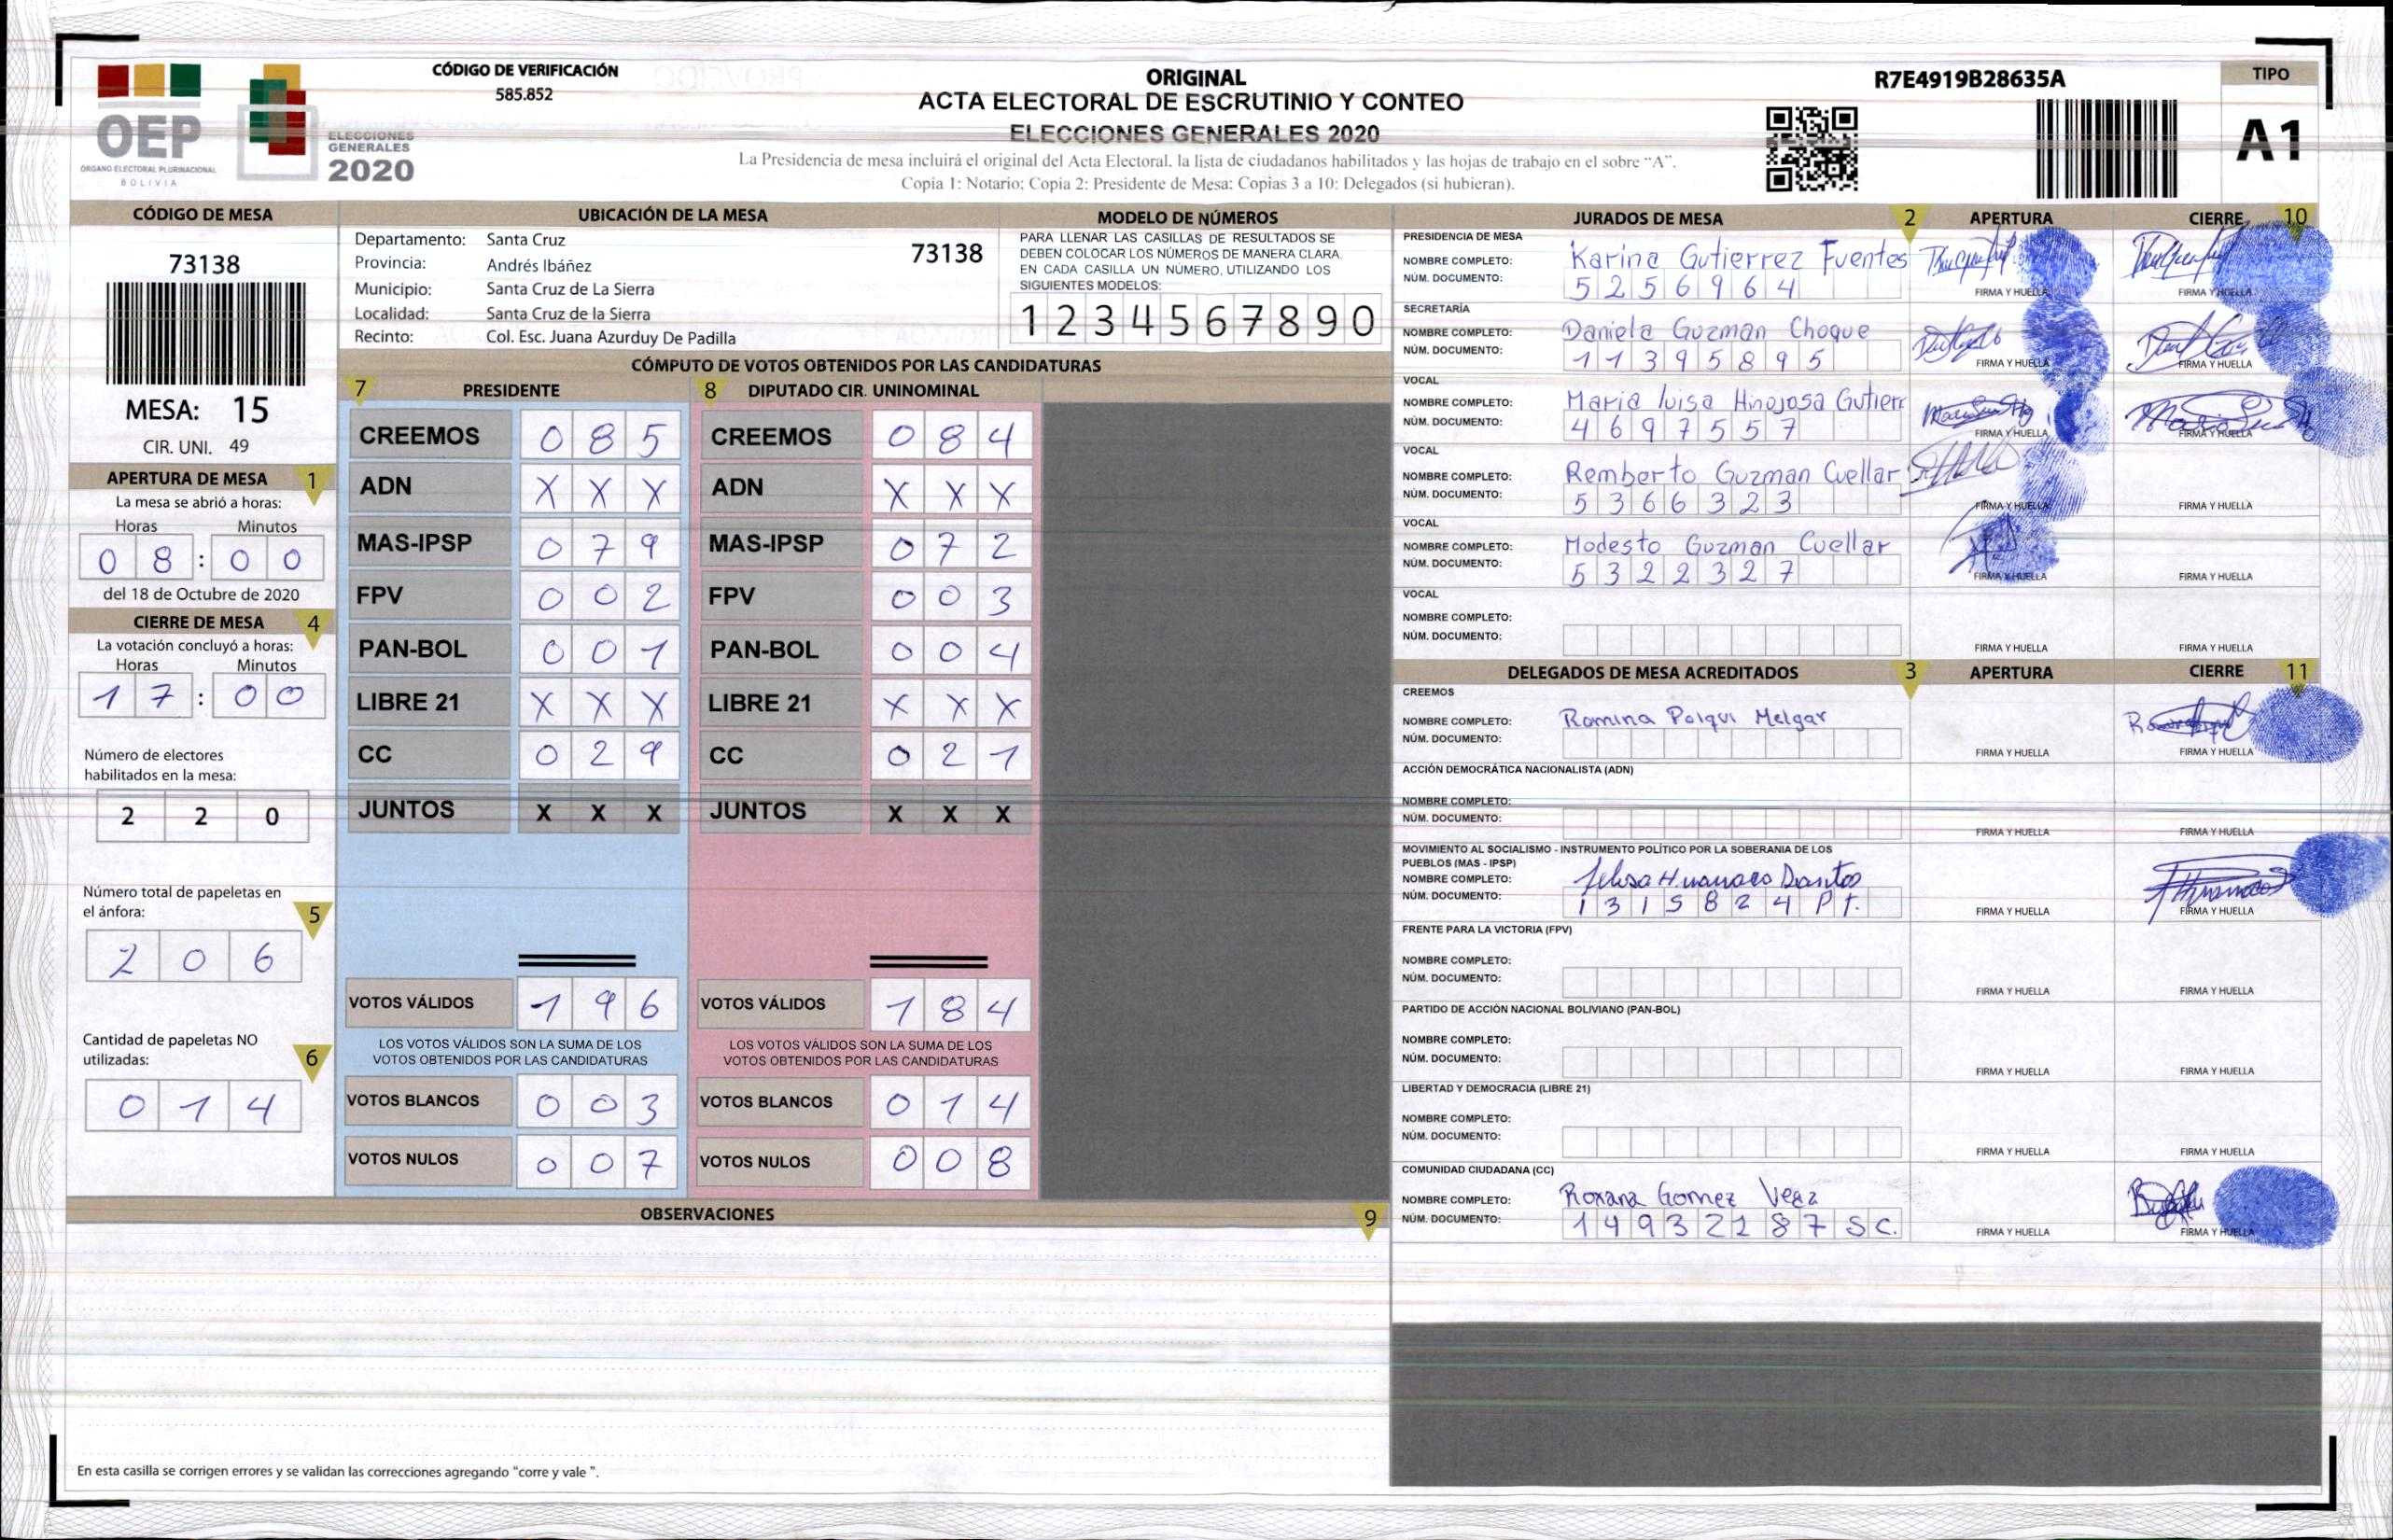 CÓDIGO DE VERIFICACIÓN
585.852
ORIGINAL
ACTA ELECTORAL DE ESCRUTINIO Y CONTEO
ELECCIONES GENERALES 2020
La Presidencia de mesa incluirá el original del Acta Electoral, la lista de ciudadanos habilitados y las hojas de trabajo en el sobre "A".
Copia 1: Notario; Copia 2: Presidente de Mesa; Copias 3 a 10: Delegados (si hubieran).
R7E4919B28635A
TIPO
A1
OEP
ÓRGANO ELECTORAL PLURINACIONAL
BOLIVIA
ELECCIONES
GENERALES
2020
CÓDIGO DE MESA
73138
MESA: 15
CIR. UNI. 49
APERTURA DE MESA 1
La mesa se abrió a horas:
Horas Minutos
0 8 : 0 0
del 18 de Octubre de 2020
CIERRE DE MESA 4
La votación concluyó a horas:
Horas Minutos
1 7 : 0 0
Número de electores
habilitados en la mesa:
2 2 0
Número total de papeletas en
el ánfora: 5
2 0 6
Cantidad de papeletas NO
utilizadas: 6
0 1 4
UBICACIÓN DE LA MESA
Departamento: Santa Cruz 73138
Provincia: Andrés Ibáñez
Municipio: Santa Cruz de La Sierra
Localidad: Santa Cruz de la Sierra
Recinto: Col. Esc. Juana Azurduy De Padilla
MODELO DE NÚMEROS
PARA LLENAR LAS CASILLAS DE RESULTADOS SE
DEBEN COLOCAR LOS NÚMEROS DE MANERA CLARA.
EN CADA CASILLA UN NÚMERO, UTILIZANDO LOS
SIGUIENTES MODELOS:
1 2 3 4 5 6 7 8 9 0
CÓMPUTO DE VOTOS OBTENIDOS POR LAS CANDIDATURAS
7 PRESIDENTE
CREEMOS 0 8 5
ADN X X X
MAS-IPSP 0 7 9
FPV 0 0 2
PAN-BOL 0 0 1
LIBRE 21 X X X
CC 0 2 9
JUNTOS X X X
VOTOS VÁLIDOS 1 9 6
LOS VOTOS VÁLIDOS SON LA SUMA DE LOS
VOTOS OBTENIDOS POR LAS CANDIDATURAS
VOTOS BLANCOS 0 0 3
VOTOS NULOS 0 0 7
8 DIPUTADO CIR. UNINOMINAL
CREEMOS 0 8 4
ADN X X X
MAS-IPSP 0 7 2
FPV 0 0 3
PAN-BOL 0 0 4
LIBRE 21 X X X
CC 0 2 1
JUNTOS X X X
VOTOS VÁLIDOS 1 8 4
LOS VOTOS VÁLIDOS SON LA SUMA DE LOS
VOTOS OBTENIDOS POR LAS CANDIDATURAS
VOTOS BLANCOS 0 1 4
VOTOS NULOS 0 0 8
OBSERVACIONES 9
En esta casilla se corrigen errores y se validan las correcciones agregando "corre y vale ".
JURADOS DE MESA 2 APERTURA CIERRE 10
PRESIDENCIA DE MESA
NOMBRE COMPLETO: Karina Gutierrez Fuentes
NÚM. DOCUMENTO: 5 2 5 6 9 6 4
FIRMA Y HUELLA FIRMA Y HUELLA
SECRETARÍA
NOMBRE COMPLETO: Daniela Guzman Choque
NÚM. DOCUMENTO: 1 1 3 9 5 8 9 5
FIRMA Y HUELLA FIRMA Y HUELLA
VOCAL
NOMBRE COMPLETO: Maria luisa Hinojosa Gutierr
NÚM. DOCUMENTO: 4 6 9 7 5 5 7
FIRMA Y HUELLA FIRMA Y HUELLA
VOCAL
NOMBRE COMPLETO: Remberto Guzman Cuellar
NÚM. DOCUMENTO: 5 3 6 6 3 2 3
FIRMA Y HUELLA FIRMA Y HUELLA
VOCAL
NOMBRE COMPLETO: Modesto Guzman Cuellar
NÚM. DOCUMENTO: 5 3 2 2 3 2 7
FIRMA Y HUELLA FIRMA Y HUELLA
VOCAL
NOMBRE COMPLETO:
NÚM. DOCUMENTO:
FIRMA Y HUELLA FIRMA Y HUELLA
DELEGADOS DE MESA ACREDITADOS 3 APERTURA CIERRE 11
CREEMOS
NOMBRE COMPLETO: Romina Poiqui Melgar
NÚM. DOCUMENTO:
FIRMA Y HUELLA FIRMA Y HUELLA
ACCIÓN DEMOCRÁTICA NACIONALISTA (ADN)
NOMBRE COMPLETO:
NÚM. DOCUMENTO:
FIRMA Y HUELLA FIRMA Y HUELLA
MOVIMIENTO AL SOCIALISMO - INSTRUMENTO POLÍTICO POR LA SOBERANIA DE LOS
PUEBLOS (MAS - IPSP)
NOMBRE COMPLETO:
NÚM. DOCUMENTO: 1 3 1 5 8 2 4 P T.
FIRMA Y HUELLA FIRMA Y HUELLA
FRENTE PARA LA VICTORIA (FPV)
NOMBRE COMPLETO:
NÚM. DOCUMENTO:
FIRMA Y HUELLA FIRMA Y HUELLA
PARTIDO DE ACCIÓN NACIONAL BOLIVIANO (PAN-BOL)
NOMBRE COMPLETO:
NÚM. DOCUMENTO:
FIRMA Y HUELLA FIRMA Y HUELLA
LIBERTAD Y DEMOCRACIA (LIBRE 21)
NOMBRE COMPLETO:
NÚM. DOCUMENTO:
FIRMA Y HUELLA FIRMA Y HUELLA
COMUNIDAD CIUDADANA (CC)
NOMBRE COMPLETO: Roxana Gomez Vega
NÚM. DOCUMENTO: 1 4 9 3 2 1 8 7 S C.
FIRMA Y HUELLA FIRMA Y HUELLA